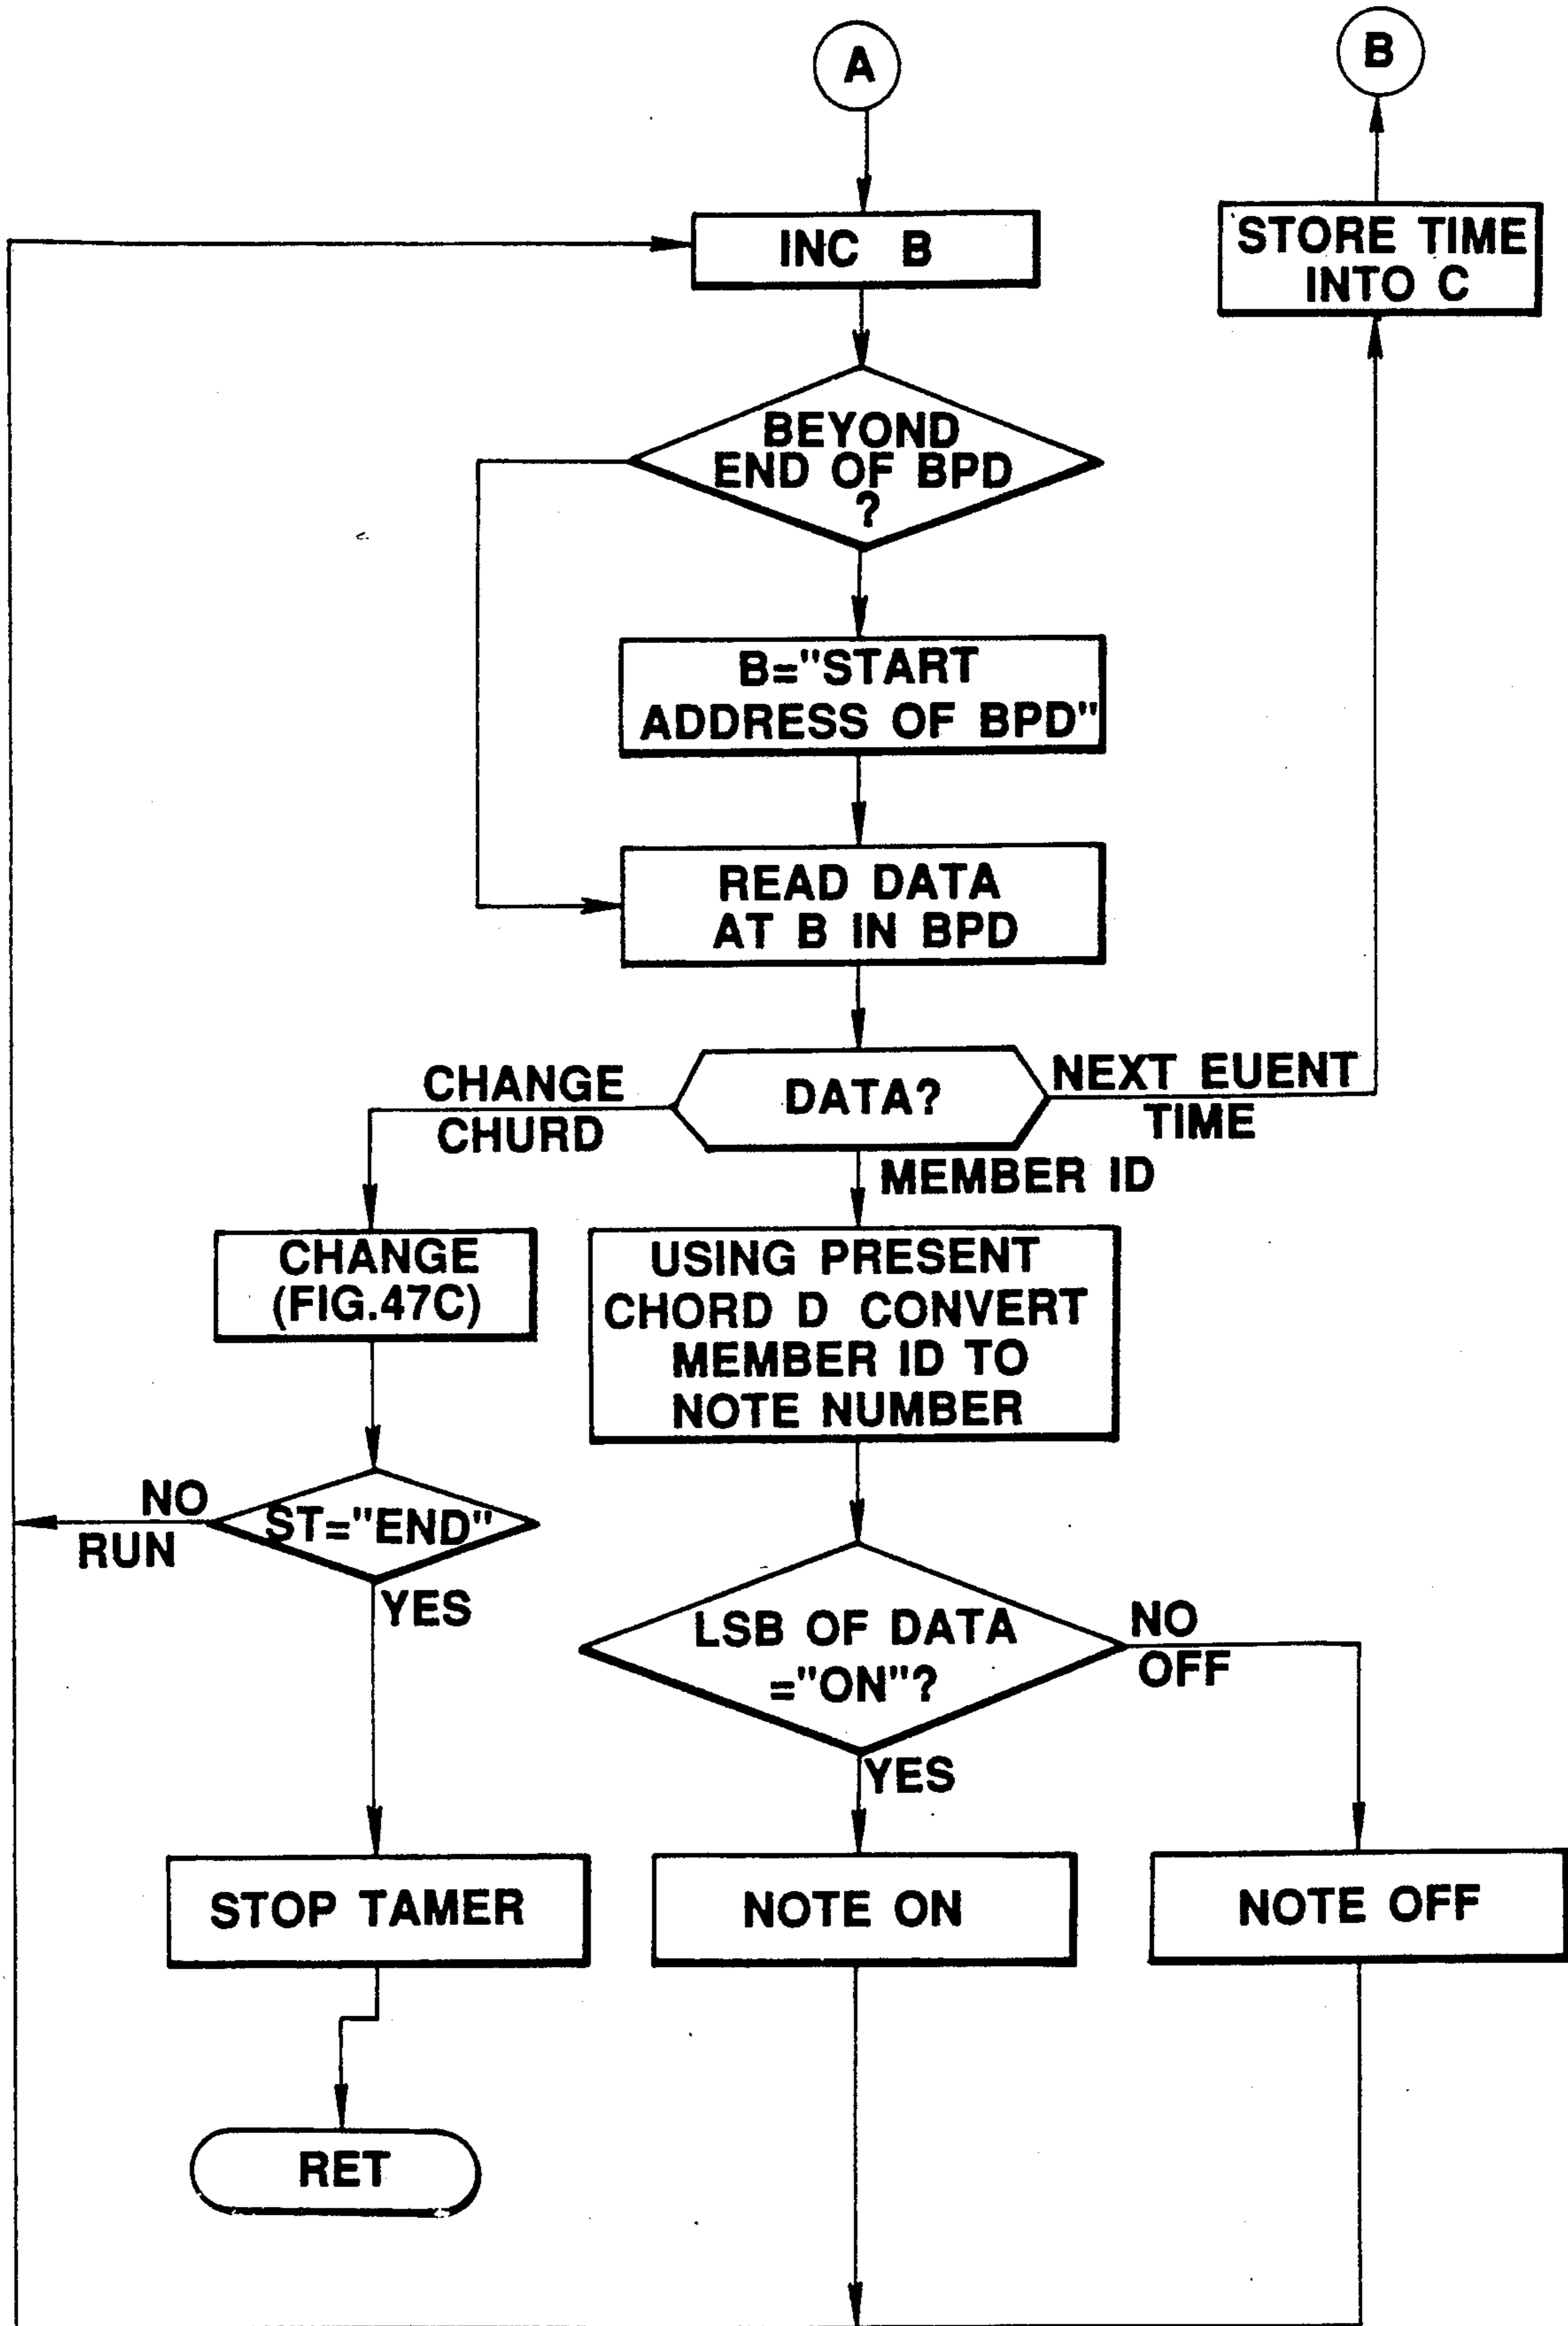 A
B
INC B
STORE TIME
INTO C
BEYOND
END OF BPD
?
B="START
ADDRESS OF BPD"
READ DATA
AT B IN BPD
DATA?
CHANGE
CHURD
NEXT EUENT
TIME
MEMBER ID
CHANGE
(FIG.47C)
USING PRESENT
CHORD D CONVERT
MEMBER ID TO
NOTE NUMBER
ST="END"
NO
RUN
YES
LSB OF DATA
="ON"?
NO
OFF
YES
STOP TAMER
NOTE ON
NOTE OFF
RET